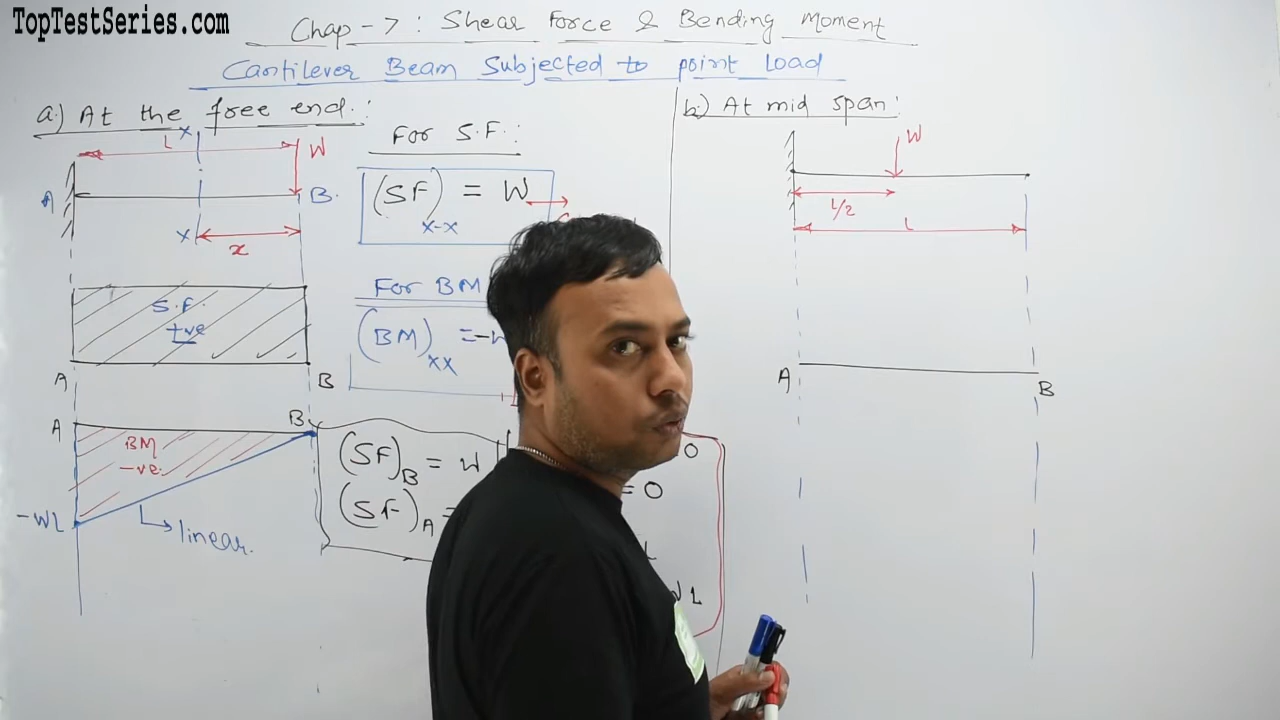 TopTestSeries.com
Chap-7: Shear Force & Bending Moment
Cantilever Beam Subjected to point Load
a.) At the free end.:
X
L
W
A
B.
X
x
S.F.
+ve
A
B
A
B
BM
-ve
-WL
linear.
For S.F.:
(SF)x-x = W
For BM
(BM)xx = -W
(SF)B = W
(SF)A =
0
= 0
L
WL
b.) At mid span:
W
L/2
L
A
B